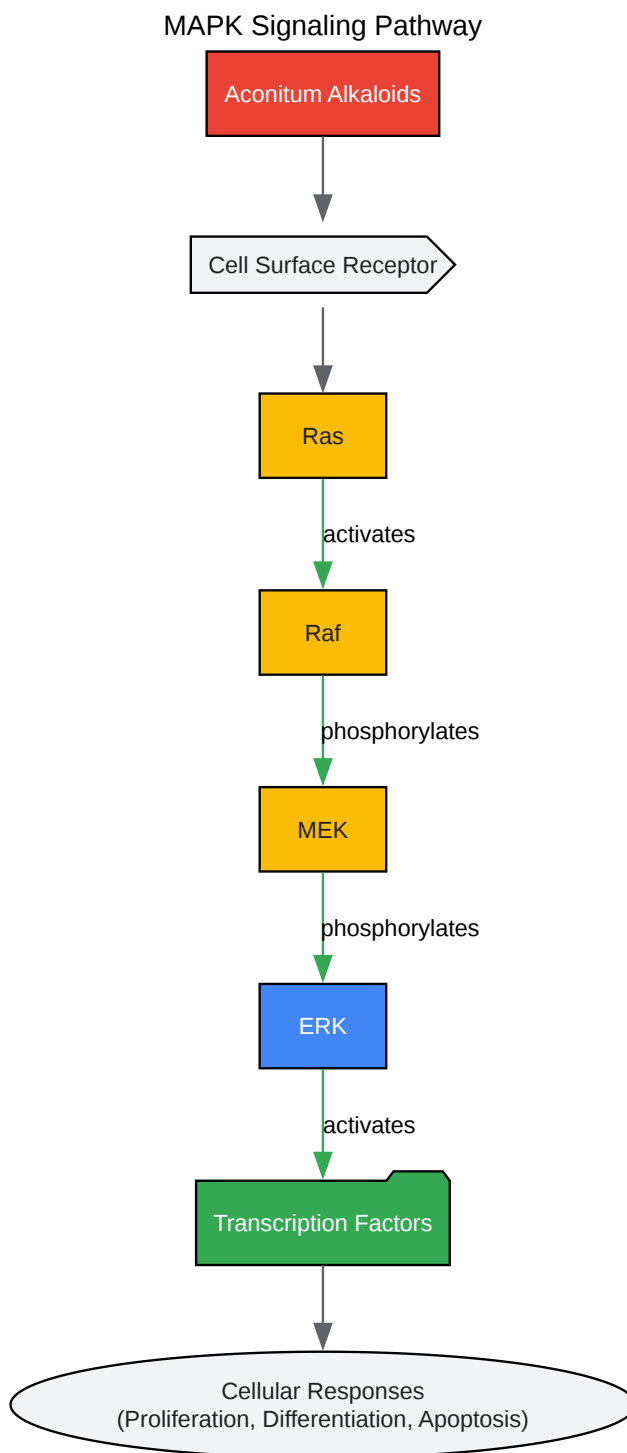 MAPK Signaling Pathway
Aconitum Alkaloids
Cell Surface Receptor
Ras
activates
Raf
phosphorylates
MEK
phosphorylates
ERK
activates
Transcription Factors
Cellular Responses
(Proliferation, Differentiation, Apoptosis)